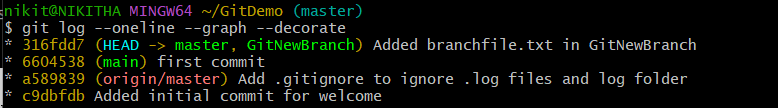 nikit@NIKITHA MINGW64 ~/GitDemo (master)
$ git log --oneline --graph --decorate
* 316fdd7 (HEAD -> master, GitNewBranch) Added branchfile.txt in GitNewBranch
* 6604538 (main) first commit
* a589839 (origin/master) Add .gitignore to ignore .log files and log folder
* c9dbfdb Added initial commit for welcome